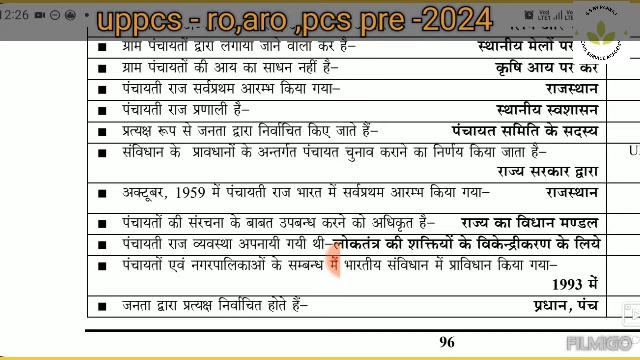 12:26
uppcs - ro,aro ,pcs pre -2024
ग्राम पंचायतों द्वारा लगाया जाने वाला कर है- स्थानीय मेलों पर
ग्राम पंचायतों की आय का साधन नहीं है- कृषि आय पर कर
पंचायती राज सर्वप्रथम आरम्भ किया गया- राजस्थान
पंचायती राज प्रणाली है- स्थानीय स्वशासन
प्रत्यक्ष रूप से जनता द्वारा निर्वाचित किए जाते हैं- पंचायत समिति के सदस्य
संविधान के प्रावधानों के अन्तर्गत पंचायत चुनाव कराने का निर्णय किया जाता है-
राज्य सरकार द्वारा
अक्टूबर, 1959 में पंचायती राज भारत में सर्वप्रथम आरम्भ किया गया- राजस्थान
पंचायतों की संरचना के बाबत उपबन्ध करने को अधिकृत है- राज्य का विधान मण्डल
पंचायती राज व्यवस्था अपनायी गयी थी- लोकतंत्र की शक्तियों के विकेन्द्रीकरण के लिये
पंचायतों एवं नगरपालिकाओं के सम्बन्ध में भारतीय संविधान में प्राविधान किया गया-
1993 में
जनता द्वारा प्रत्यक्ष निर्वाचित होते हैं- प्रधान, पंच
96
FILMIGO